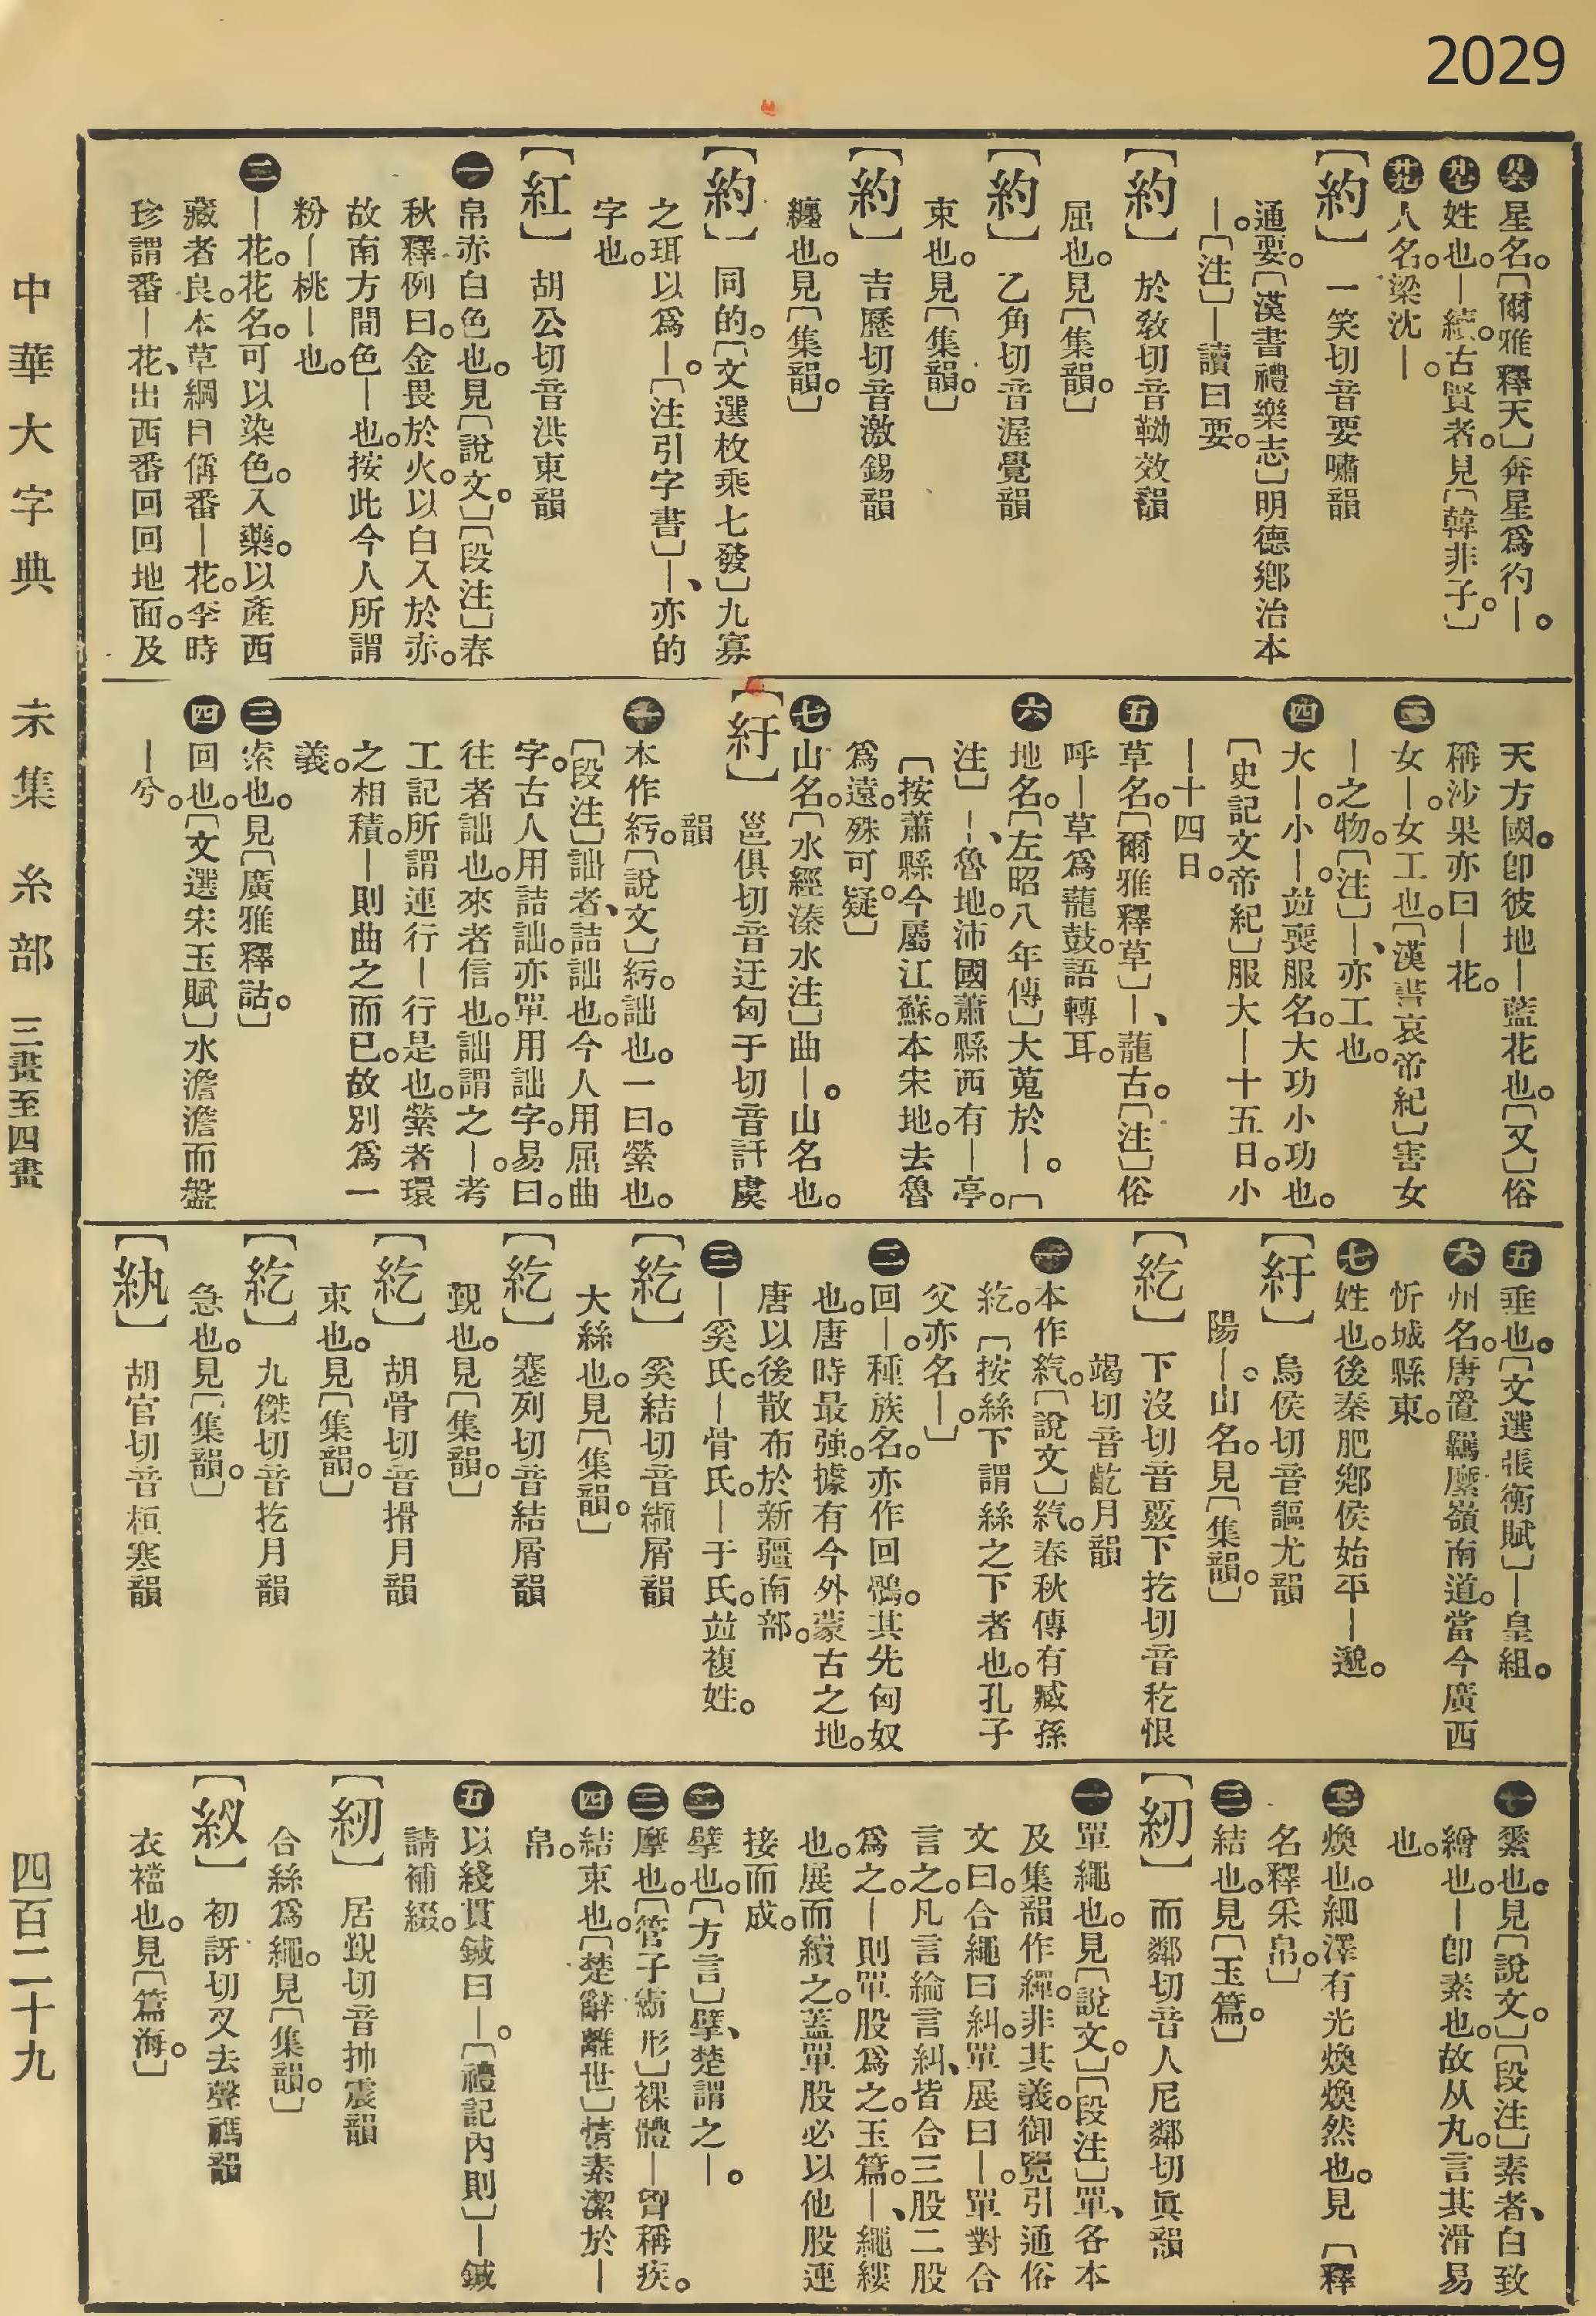 2029
中華大字典 未集 糸部 三畫至四畫 四百二十九
星名。〔爾雅釋天〕奔星爲彴｜。
姓也。｜續。古賢者。見〔韓非子。〕
人名。梁沈｜。
〔約〕 一笑切音要嘯韻
通要。〔漢書禮樂志〕明德鄉治本
｜。〔注〕｜讀曰要。
〔約〕 於敎切音靿效韻
屈也。見〔集韻。〕
〔約〕 乙角切音渥覺韻
束也。見〔集韻。〕
〔約〕 吉歷切音激錫韻
纏也。見〔集韻。〕
〔約〕 同的。〔文選枚乘七發〕九寡
之珥以爲｜。〔注引字書〕｜、亦的
字也。
〔紅〕 胡公切音洪東韻
㊀帛赤白色也。見〔說文。〕〔段注〕春
秋釋例曰。金畏於火。以白入於赤。
故南方間色｜也。按此今人所謂
粉｜桃｜也。
㊁｜花。花名。可以染色。入藥。以產西
藏者良。本草綱目偁番｜花。李時
珍謂番｜花、出西番回回地面。及
天方國。卽彼地｜藍花也。〔又〕俗
稱沙果亦曰｜花。
㊂女｜。女工也。〔漢書哀帝紀〕害女
｜之物。〔注〕｜、亦工也。
㊃大｜。小｜。竝喪服名。大功小功也。
〔史記文帝紀〕服大｜十五日。小
｜十四日。
㊄草名。〔爾雅釋草〕｜、蘢古。〔注〕俗
呼｜草爲蘢鼓。語轉耳。
㊅地名。〔左昭八年傳〕大蒐於｜。〔
注〕｜、魯地。沛國蕭縣西有｜亭。
〔按蕭縣今屬江蘇。本宋地。去魯
爲遠。殊可疑。〕
㊆山名。〔水經溱水注〕曲｜。山名也。
〔紆〕 邕俱切音迂匈于切音訏虞
韻
㊀本作紆。〔說文〕紆。詘也。一曰。縈也。
〔段注〕詘者、詰詘也。今人用屈曲
字。古人用詰詘。亦單用詘字。易曰。
往者詘也。來者信也。詘謂之｜。考
工記所謂連行｜行是也。縈者環
之相積。｜則曲之而已。故別爲一
義。
㊂索也。見〔廣雅釋詁。〕
㊃回也。〔文選宋玉賦〕水澹澹而盤
｜兮。
㊄垂也。〔文選張衡賦〕｜皇組。
㊅州名。唐置羈縻嶺南道。當今廣西
忻城縣東。
㊆姓也。後秦肥鄉侯始平｜邈。
〔紆〕 烏侯切音謳尤韻
陽｜。山名。見〔集韻。〕
〔紇〕 下沒切音覈下扢切音籺恨
竭切音齕月韻
㊀本作紇。〔說文〕紇。春秋傳有臧孫
紇。〔按絲下謂絲之下者也。孔子
父亦名｜。〕
㊁回｜。種族名。亦作回鶻。其先匈奴
也。唐時最強。據有今外蒙古之地。
唐以後散布於新疆南部。
㊂｜奚氏。｜骨氏。｜于氏。竝複姓。
〔紇〕 奚結切音纈屑韻
大絲也。見〔集韻。〕
〔紇〕 蹇列切音結屑韻
覲也。見〔集韻。〕
〔紇〕 胡骨切音搰月韻
束也。見〔集韻。〕
〔紇〕 九傑切音扢月韻
急也。見〔集韻。〕
〔紈〕 胡官切音桓寒韻
㊀素也。見〔說文。〕〔段注〕素者、白致
繒也。｜卽素也。故从丸。言其滑易
也。
㊁煥也。細澤有光煥煥然也。見〔釋
名釋采帛。〕
㊂結也。見〔玉篇。〕
〔紉〕 而鄰切音人尼鄰切眞韻
㊀單繩也。見〔說文。〕〔段注〕單、各本
及集韻作繟。非其義。御覽引通俗
文曰。合繩曰糾。單展曰｜。單對合
言之。凡言綸言糾、皆合三股二股
爲之。｜則單股爲之。玉篇。｜、繩縷
也。展而續之。蓋單股必以他股連
接而成。
㊁擘也。〔方言〕擘、楚謂之｜。
㊂摩也。〔管子霸形〕裸體｜胷稱疾。
㊃結束也。〔楚辭離世〕情素潔於｜
帛。
㊄以綫貫鍼曰｜。〔禮記內則〕｜鍼
請補綴。
〔紉〕 居覲切音抻震韻
合絲爲繩。見〔集韻。〕
〔紁〕 初訝切叉去聲禡韻
衣襠也。見〔篇海。〕